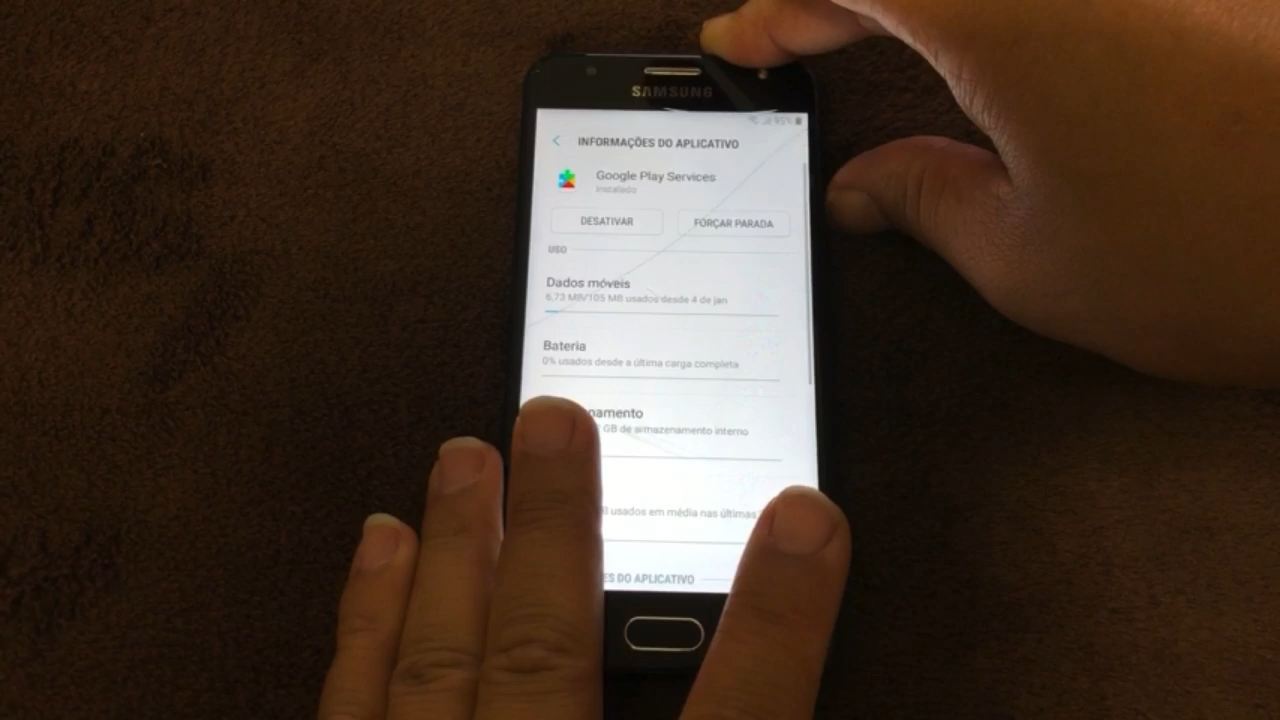 SAMSUNG
95%
INFORMAÇÕES DO APLICATIVO
Google Play Services
Instalado
DESATIVAR
FORÇAR PARADA
USO
Dados móveis
6,73 MB/105 MB usados desde 4 de jan
Bateria
0% usados desde a última carga completa
namento
GB de armazenamento interno
B usados em média nas últimas
ES DO APLICATIVO